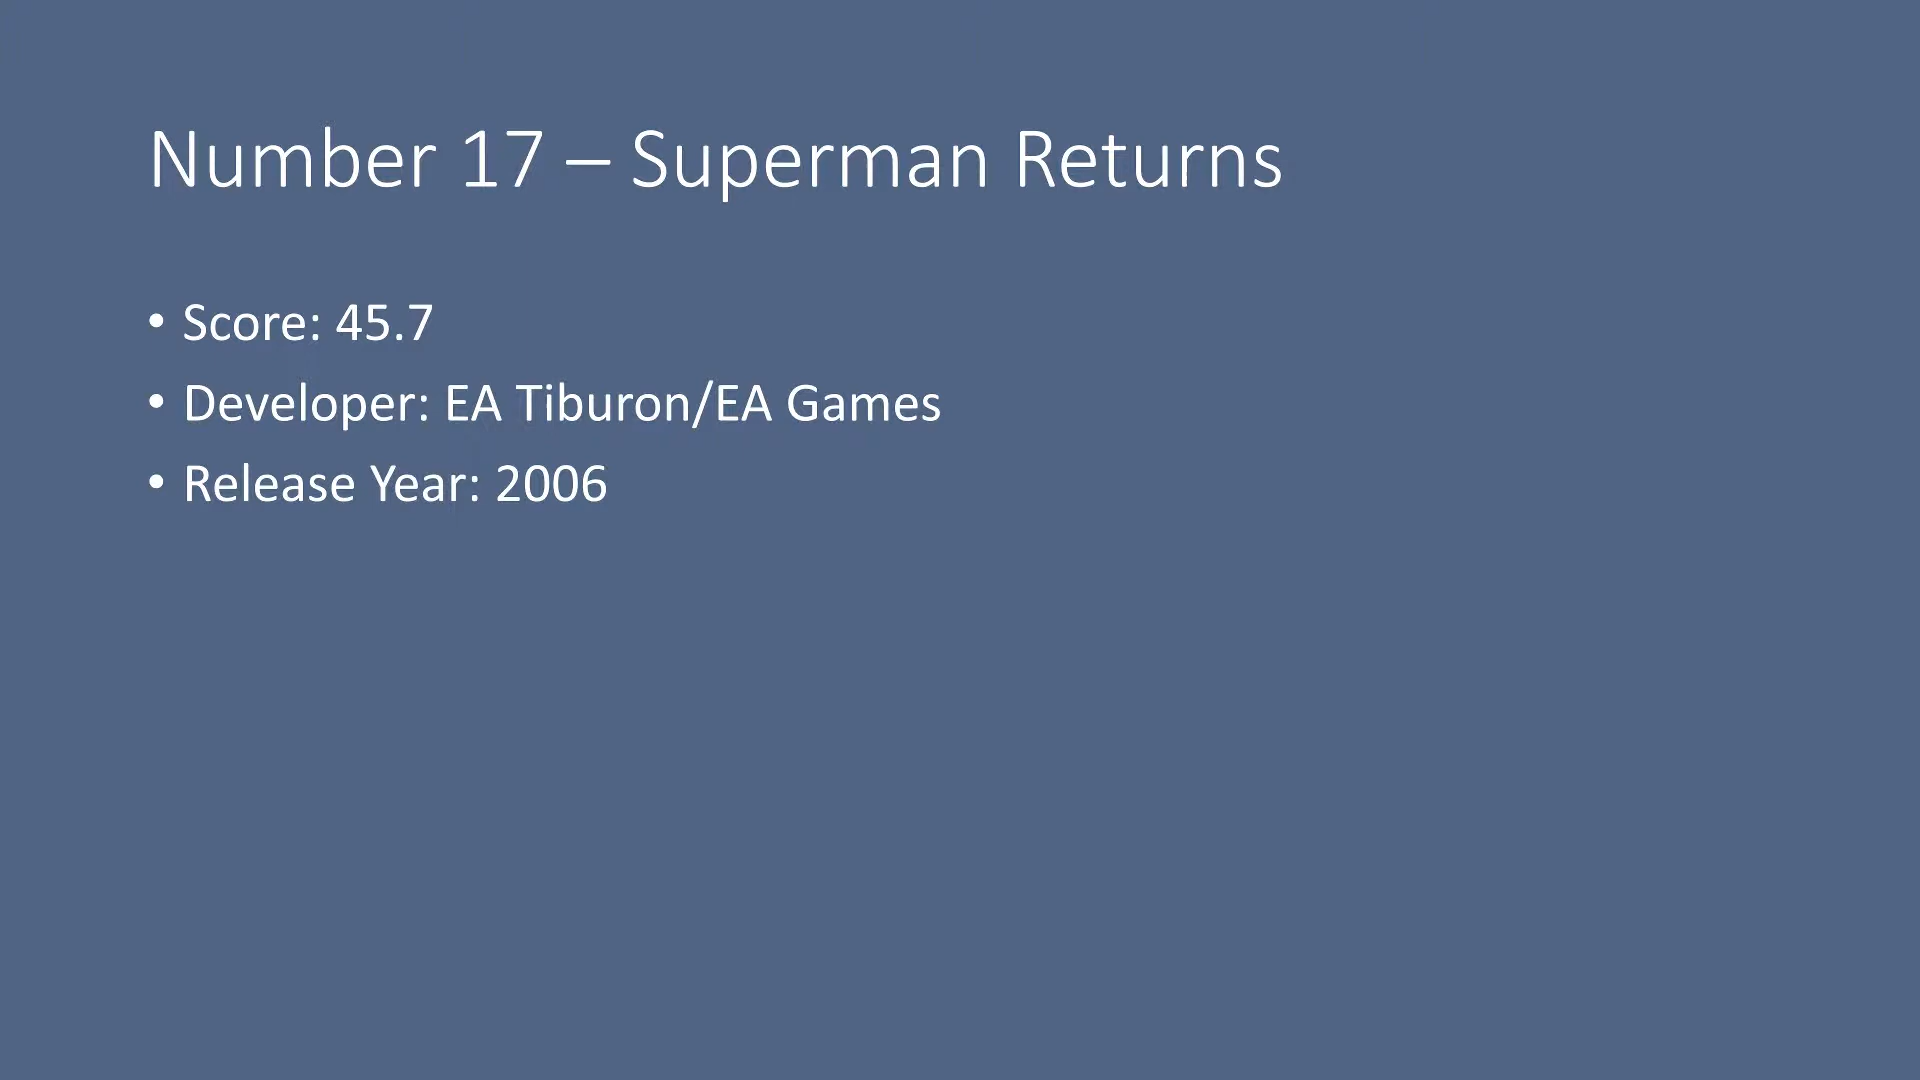 Number 17 – Superman Returns
• Score: 45.7
• Developer: EA Tiburon/EA Games
• Release Year: 2006